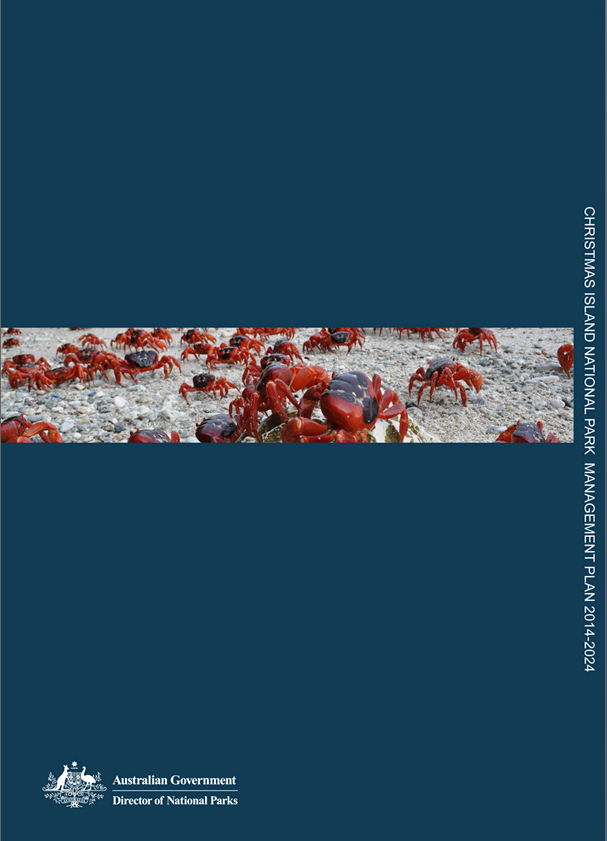 CHRISTMAS ISLAND NATIONAL PARK MANAGEMENT PLAN 2014-2024
Australian Government
Director of National Parks